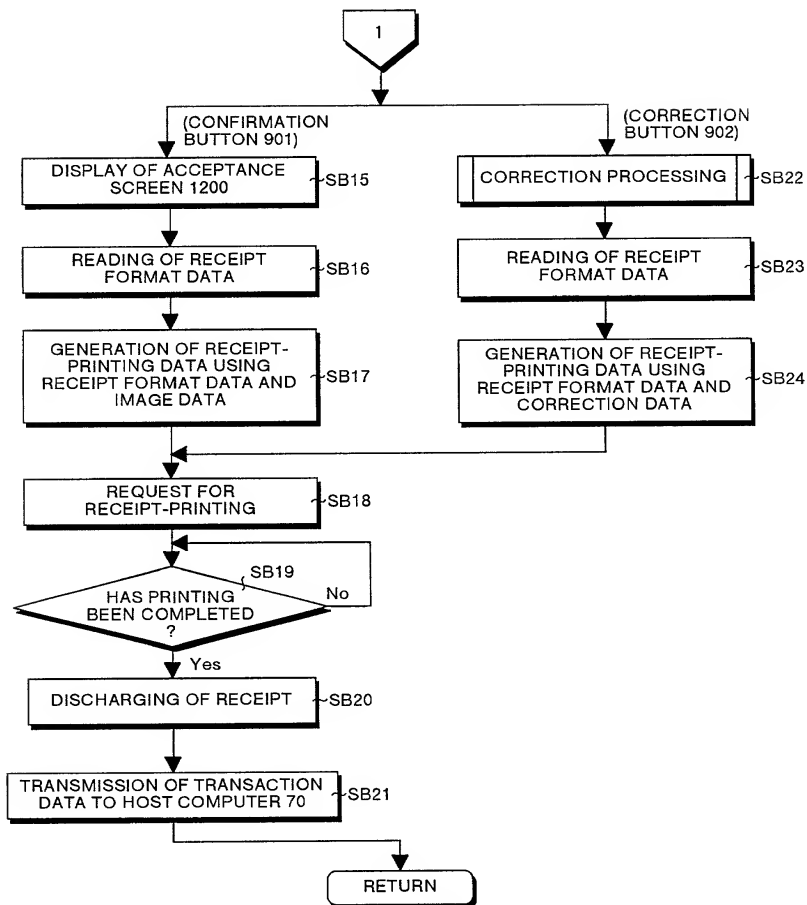 1
(CONFIRMATION
BUTTON 901)
DISPLAY OF ACCEPTANCE
SCREEN 1200
SB15
READING OF RECEIPT
FORMAT DATA
SB16
GENERATION OF RECEIPT-
PRINTING DATA USING
RECEIPT FORMAT DATA AND
IMAGE DATA
SB17
(CORRECTION
BUTTON 902)
CORRECTION PROCESSING
SB22
READING OF RECEIPT
FORMAT DATA
SB23
GENERATION OF RECEIPT-
PRINTING DATA USING
RECEIPT FORMAT DATA AND
CORRECTION DATA
SB24
REQUEST FOR
RECEIPT-PRINTING
SB18
SB19
HAS PRINTING
BEEN COMPLETED
?
No
Yes
DISCHARGING OF RECEIPT
SB20
TRANSMISSION OF TRANSACTION
DATA TO HOST COMPUTER 70
SB21
RETURN